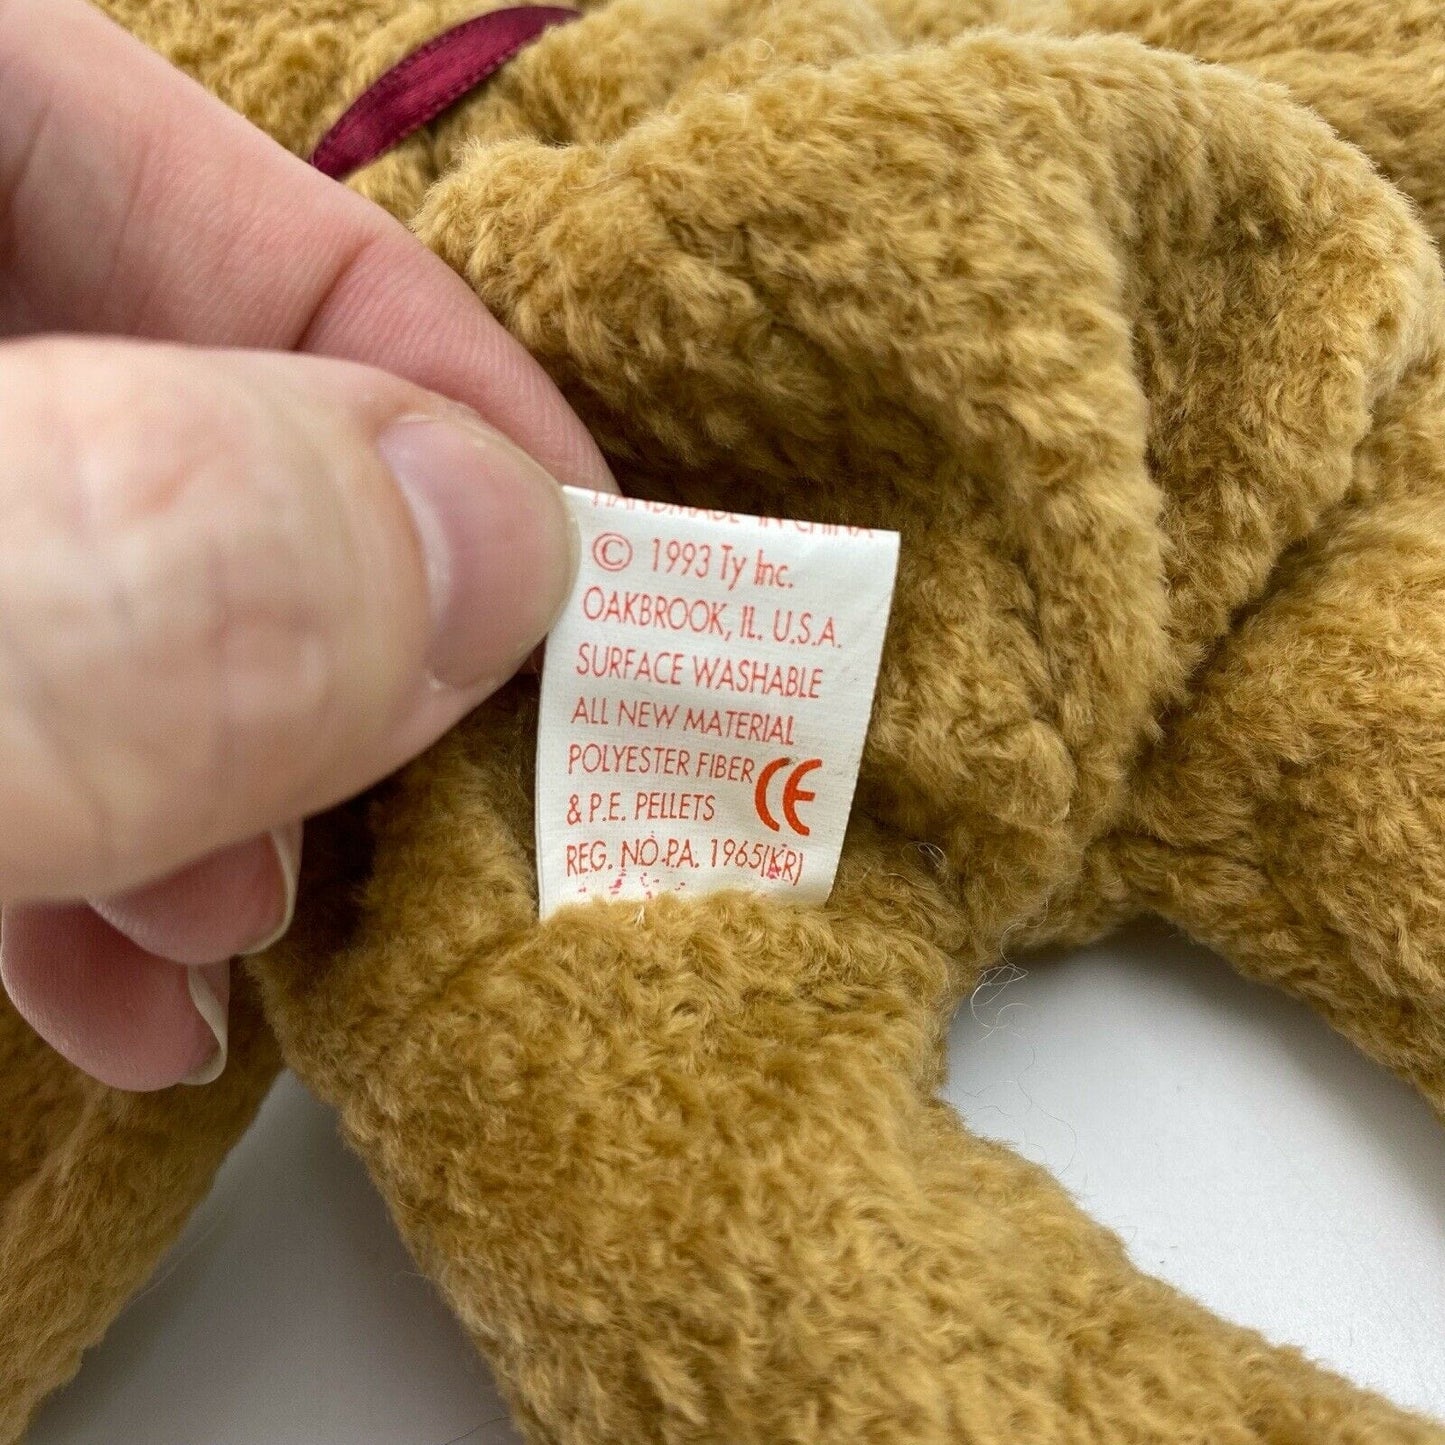 HANDMADE IN CHINA
© 1993 Ty Inc.
OAKBROOK, IL. U.S.A.
SURFACE WASHABLE
ALL NEW MATERIAL
POLYESTER FIBER
& P.E. PELLETS CE
REG. NO. PA. 1965(KR)